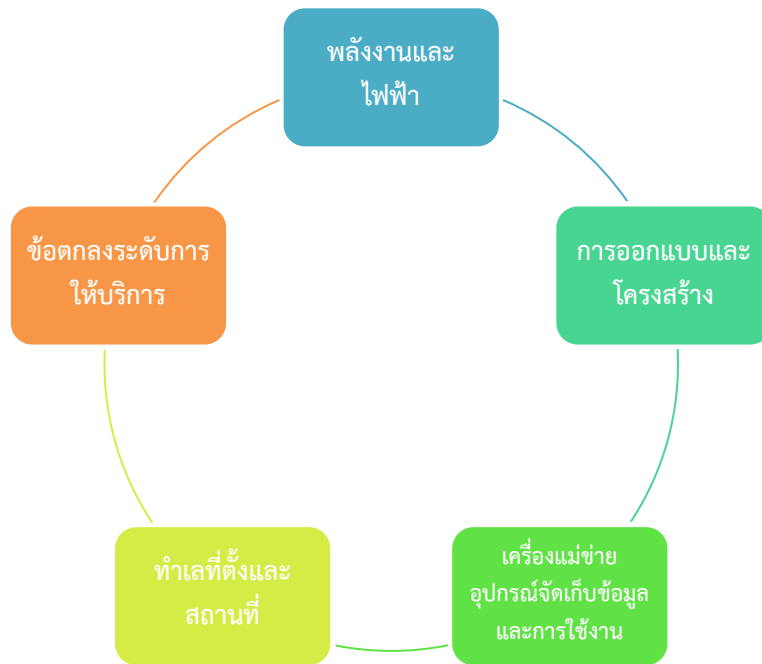 พลังงานและ
ไฟฟ้า
ข้อตกลงระดับการ
ให้บริการ
การออกแบบและ
โครงสร้าง
ทำเลที่ตั้งและ
สถานที่
เครื่องแม่ข่าย
อุปกรณ์จัดเก็บข้อมูล
และการใช้งาน